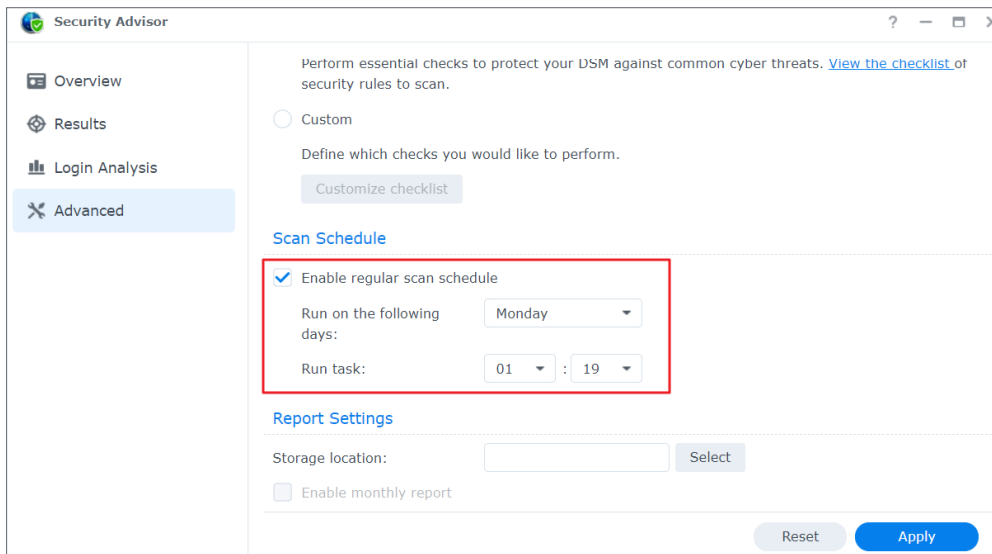 Security Advisor
?
Overview
Results
Login Analysis
Advanced
Perform essential checks to protect your DSM against common cyber threats. View the checklist of
security rules to scan.
Custom
Define which checks you would like to perform.
Customize checklist
Scan Schedule
Enable regular scan schedule
Run on the following
days:
Monday
Run task:
01 : 19
Report Settings
Storage location:
Select
Enable monthly report
Reset
Apply